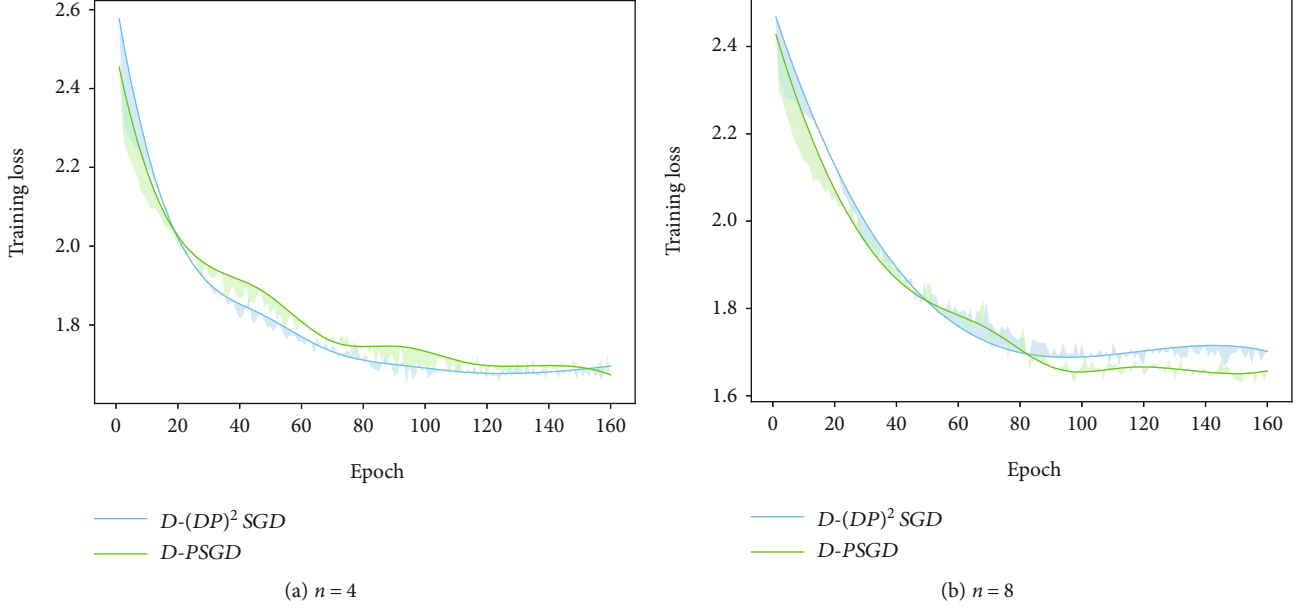 2.6
2.4
2.2
2.0
1.8
Training loss
0 20 40 60 80 100 120 140 160
Epoch
D-(DP)² SGD
D-PSGD
(a) n = 4
2.4
2.2
2.0
1.8
1.6
Training loss
0 20 40 60 80 100 120 140 160
Epoch
D-(DP)² SGD
D-PSGD
(b) n = 8